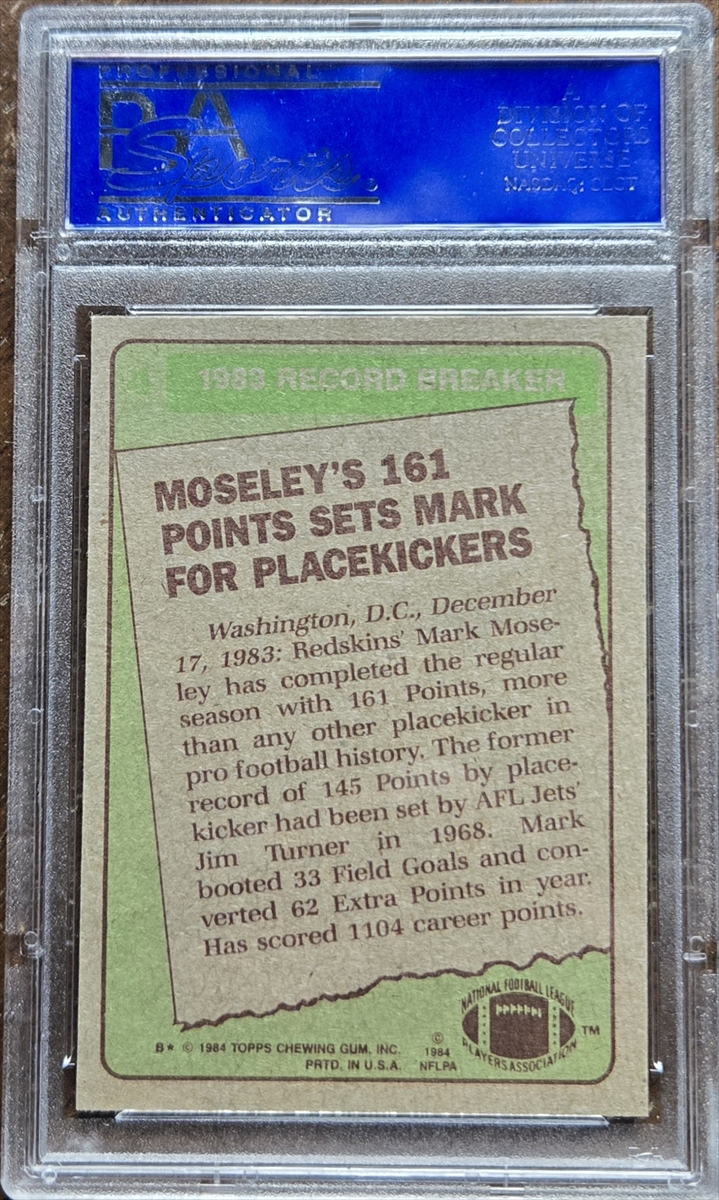 PROFESSIONAL
PSA
Sports
AUTHENTICATOR
A
DIVISION OF
COLLECTORS
UNIVERSE
NASDAQ: CLCT
1983 RECORD BREAKER
MOSELEY'S 161
POINTS SETS MARK
FOR PLACEKICKERS
Washington, D.C., December
17, 1983: Redskins' Mark Mose-
ley has completed the regular
season with 161 Points, more
than any other placekicker in
pro football history. The former
record of 145 Points by place-
kicker had been set by AFL Jets'
Jim Turner in 1968. Mark
booted 33 Field Goals and con-
verted 62 Extra Points in year.
Has scored 1104 career points.
NATIONAL FOOTBALL LEAGUE
PLAYERS ASSOCIATION
TM
B* © 1984 TOPPS CHEWING GUM, INC.
PRTD. IN U.S.A.
©
1984
NFLPA